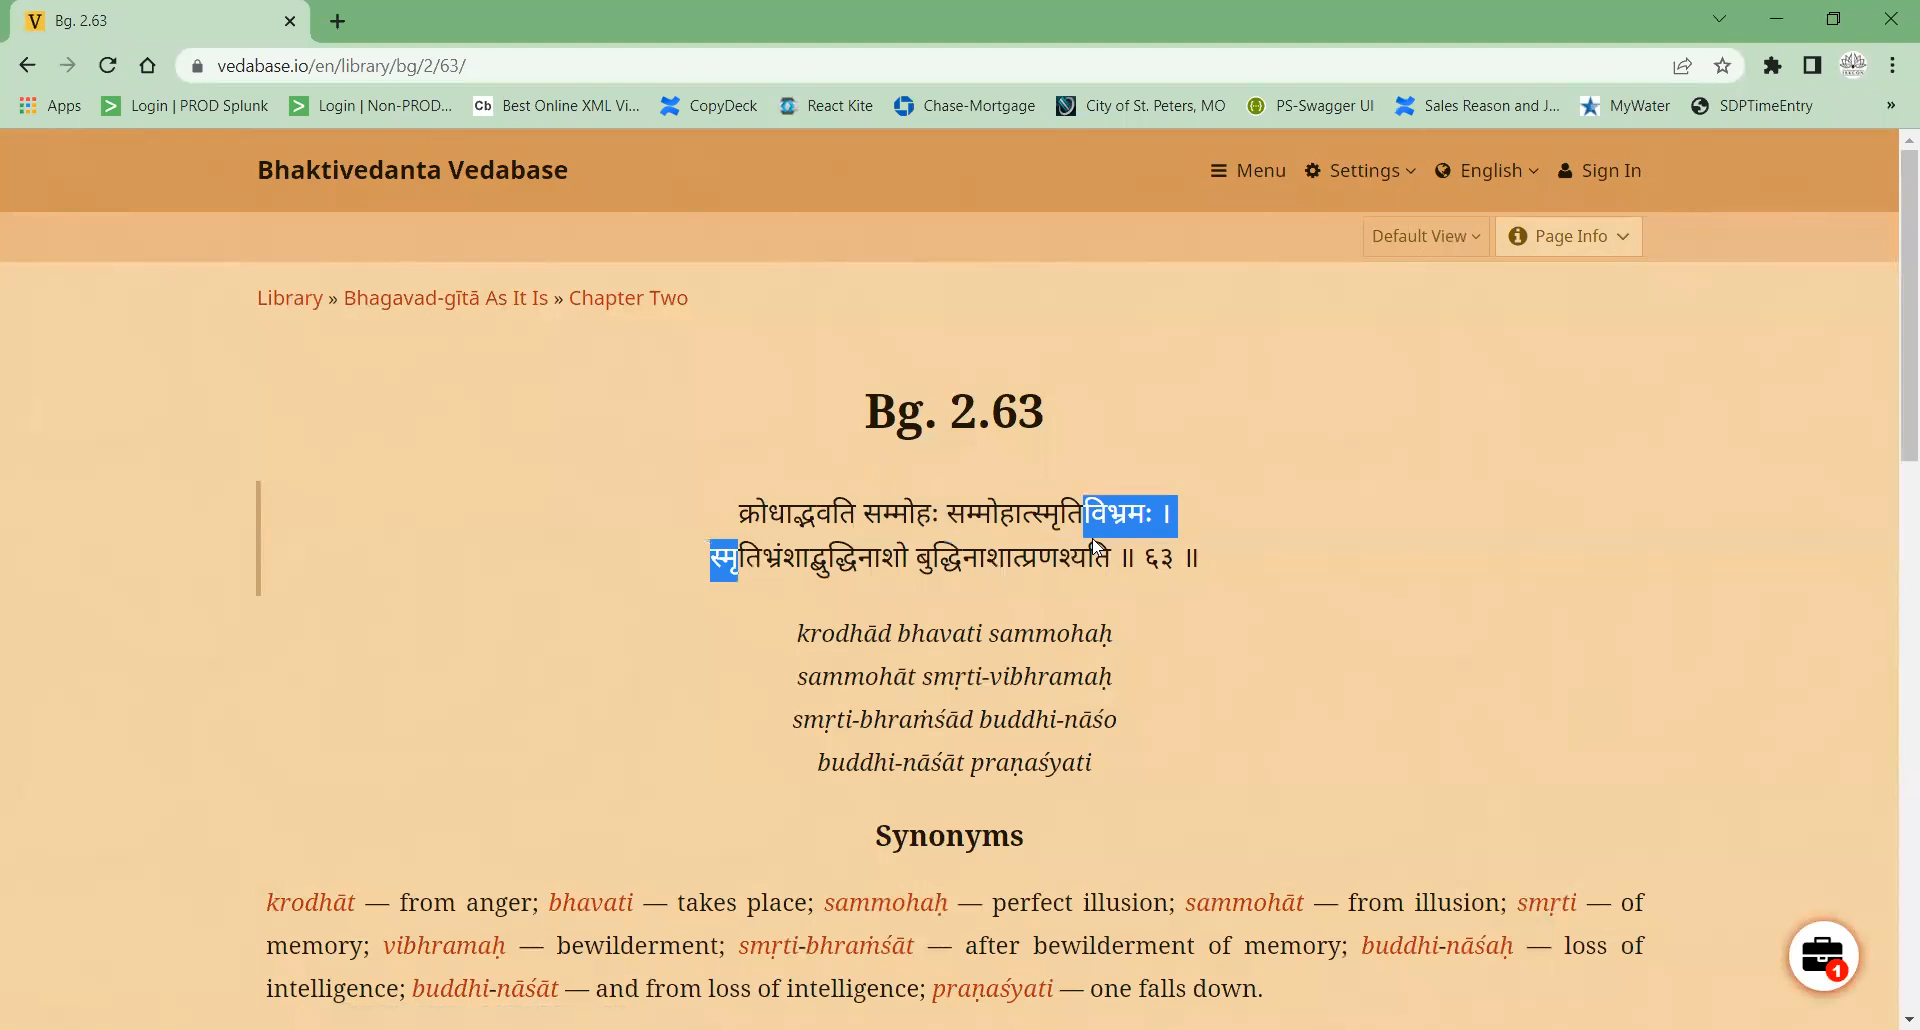 Bg. 2.63
vedabase.io/en/library/bg/2/63/
Apps
Login | PROD Splunk
Login | Non-PROD...
Cb Best Online XML Vi...
CopyDeck
React Kite
Chase-Mortgage
City of St. Peters, MO
PS-Swagger UI
Sales Reason and J...
MyWater
SDPTimeEntry
»
Bhaktivedanta Vedabase
Menu
Settings
English
Sign In
Default View
Page Info
Library » Bhagavad-gītā As It Is » Chapter Two
Bg. 2.63
क्रोधाद्भवति सम्मोहः सम्मोहात्स्मृतिविभ्रमः ।
स्मृतिभ्रंशाद्बुद्धिनाशो बुद्धिनाशात्प्रणश्यति ॥ ६३ ॥
krodhād bhavati sammohaḥ
sammohāt smṛti-vibhramaḥ
smṛti-bhraṁśād buddhi-nāśo
buddhi-nāśāt praṇaśyati
Synonyms
krodhāt — from anger; bhavati — takes place; sammohaḥ — perfect illusion; sammohāt — from illusion; smṛti — of
memory; vibhramaḥ — bewilderment; smṛti-bhraṁśāt — after bewilderment of memory; buddhi-nāśaḥ — loss of
intelligence; buddhi-nāśāt — and from loss of intelligence; praṇaśyati — one falls down.
1